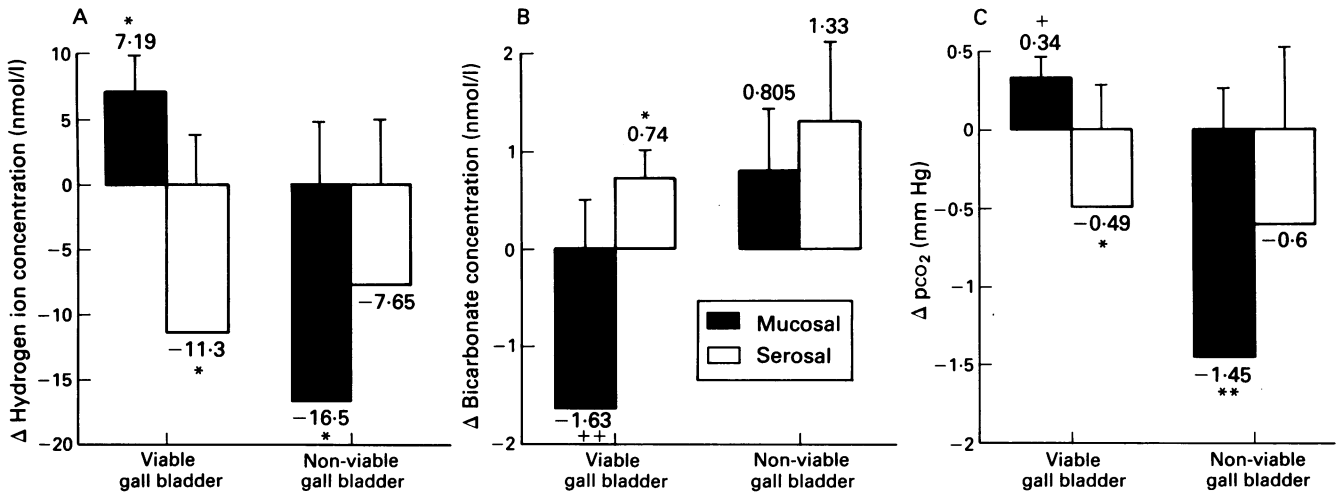 A
Δ Hydrogen ion concentration (nmol/l)
10
5
0
−5
−10
−15
−20
*
7·19
−11·3
*
−16·5
*
−7·65
Viable
gall bladder
Non-viable
gall bladder
B
Δ Bicarbonate concentration (nmol/l)
2
1
0
−1
−2
−1·63
++
*
0·74
0·805
1·33
Mucosal
Serosal
Viable
gall bladder
Non-viable
gall bladder
C
Δ pco₂ (mm Hg)
0·5
0
−0·5
−1
−1·5
−2
+
0·34
−0·49
*
−1·45
**
−0·6
Viable
gall bladder
Non-viable
gall bladder